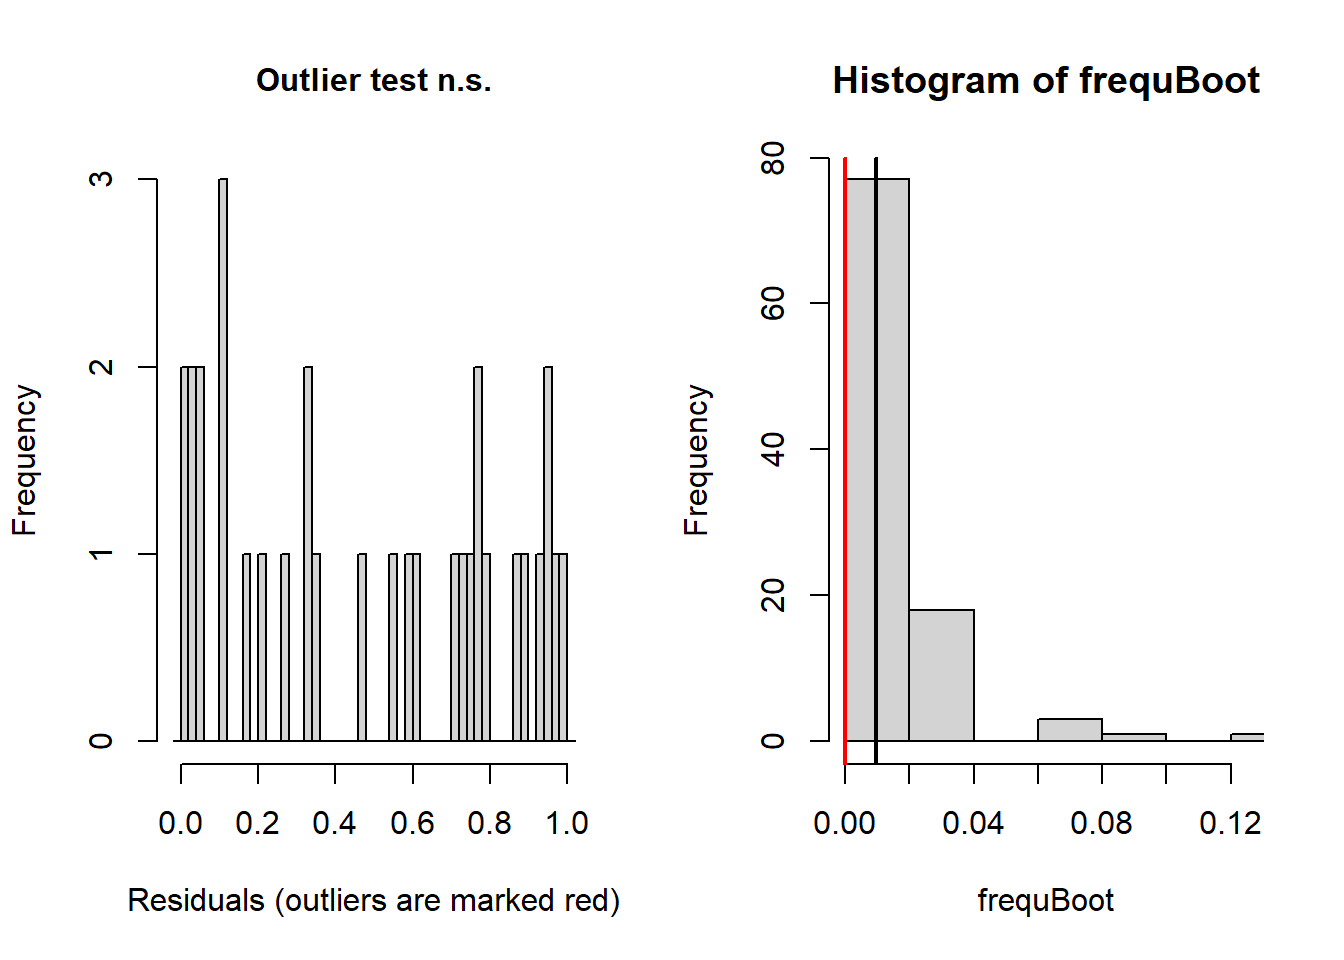 Outlier test n.s.
Frequency
3
2
1
0
0.0 0.2 0.4 0.6 0.8 1.0
Residuals (outliers are marked red)
Histogram of frequBoot
Frequency
80
60
40
20
0
0.00 0.04 0.08 0.12
frequBoot